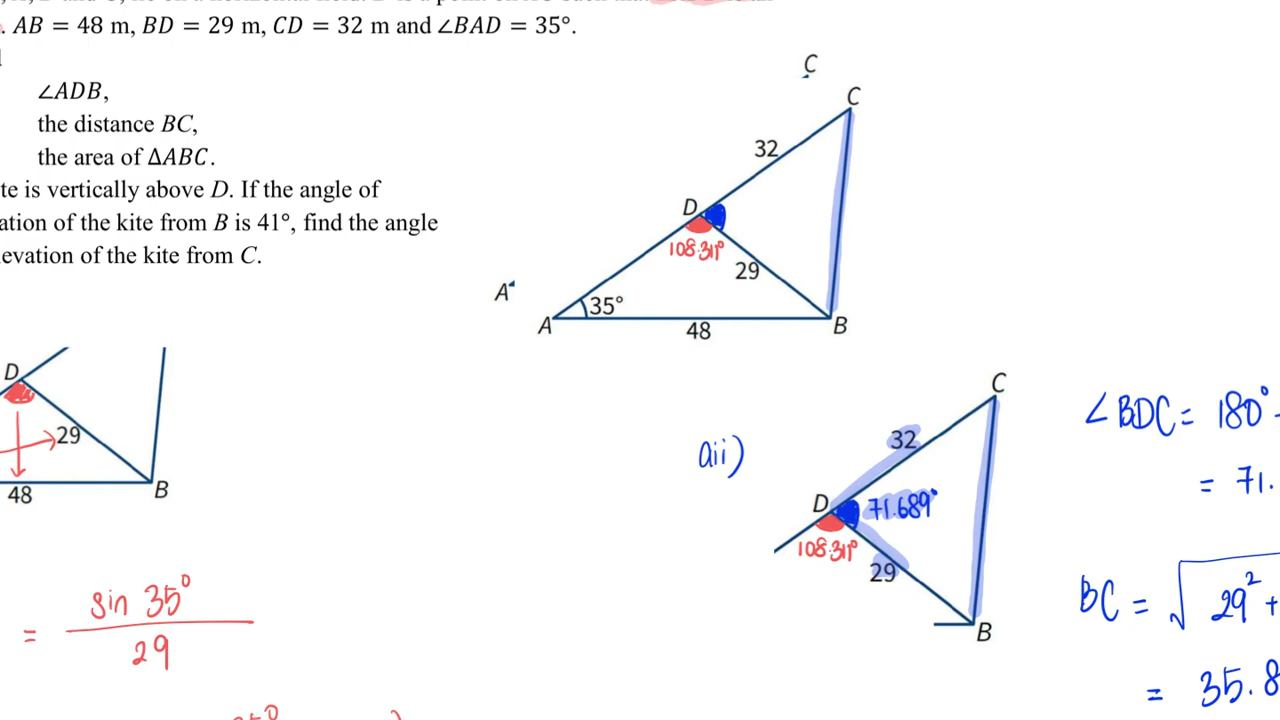 . AB = 48 m, BD = 29 m, CD = 32 m and ∠BAD = 35°.
∠ADB,
the distance BC,
the area of ΔABC.
te is vertically above D. If the angle of
ation of the kite from B is 41°, find the angle
levation of the kite from C.
C
C
32
D
108.311°
29
A
35°
A
48
B
D
29
48
B
aii)
C
32
D
71.689°
108.311°
29
B
∠BDC = 180° -
= 71.
BC = √ 29² +
= 35.8
= sin 35°
29